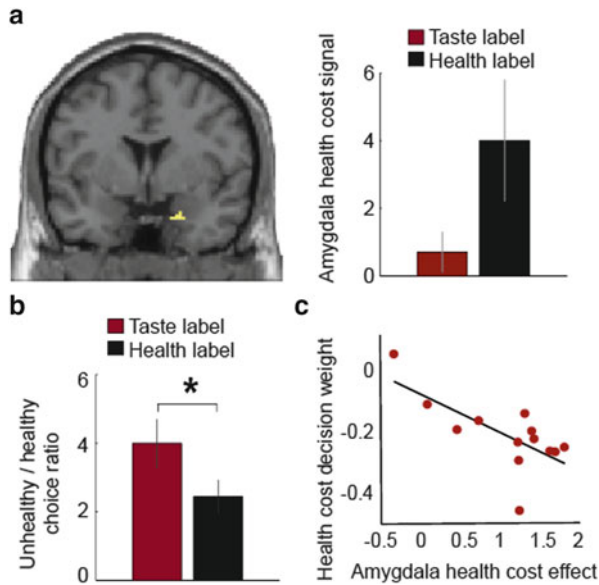 a
Taste label
Health label
Amygdala health cost signal
6
4
2
0
b
Taste label
Health label
*
Unhealthy / healthy
choice ratio
6
4
2
0
c
Health cost decision weight
0
-0.2
-0.4
-0.5
0
0.5
1
1.5
2
Amygdala health cost effect